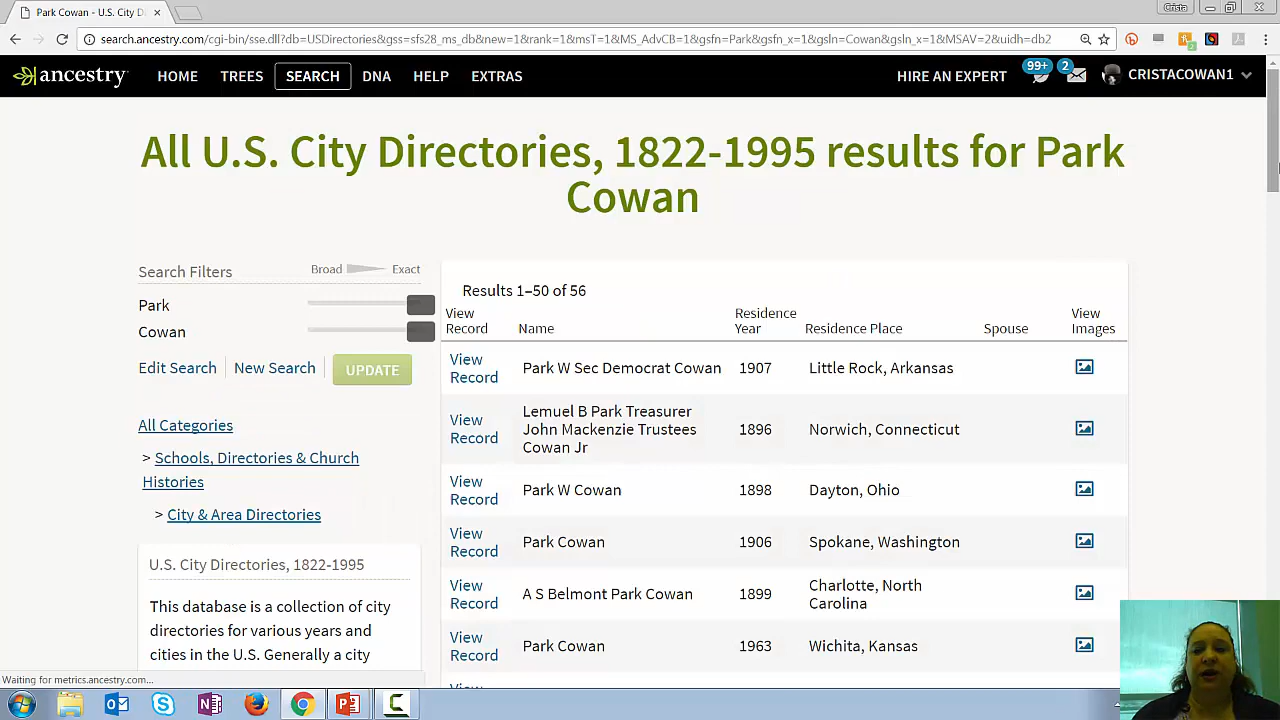 Park Cowan - U.S. City D
Crista
search.ancestry.com/cgi-bin/sse.dll?db=USDirectories&gss=sfs28_ms_db&new=1&rank=1&msT=1&MS_AdvCB=1&gsfn=Park&gsfn_x=1&gsln=Cowan&gsln_x=1&MSAV=2&uidh=db2
ancestry HOME TREES SEARCH DNA HELP EXTRAS HIRE AN EXPERT 99+ 2 CRISTACOWAN1
All U.S. City Directories, 1822-1995 results for Park
Cowan
Search Filters Broad Exact
Park
Cowan
Edit Search New Search UPDATE
All Categories
> Schools, Directories & Church
Histories
> City & Area Directories
U.S. City Directories, 1822-1995
This database is a collection of city
directories for various years and
cities in the U.S. Generally a city
Results 1–50 of 56
View Residence View
Record Name Year Residence Place Spouse Images
View
Record Park W Sec Democrat Cowan 1907 Little Rock, Arkansas
Lemuel B Park Treasurer
View
Record John Mackenzie Trustees 1896 Norwich, Connecticut
Cowan Jr
View
Record Park W Cowan 1898 Dayton, Ohio
View
Record Park Cowan 1906 Spokane, Washington
View Charlotte, North
Record A S Belmont Park Cowan 1899 Carolina
View
Record Park Cowan 1963 Wichita, Kansas
Waiting for metrics.ancestry.com...